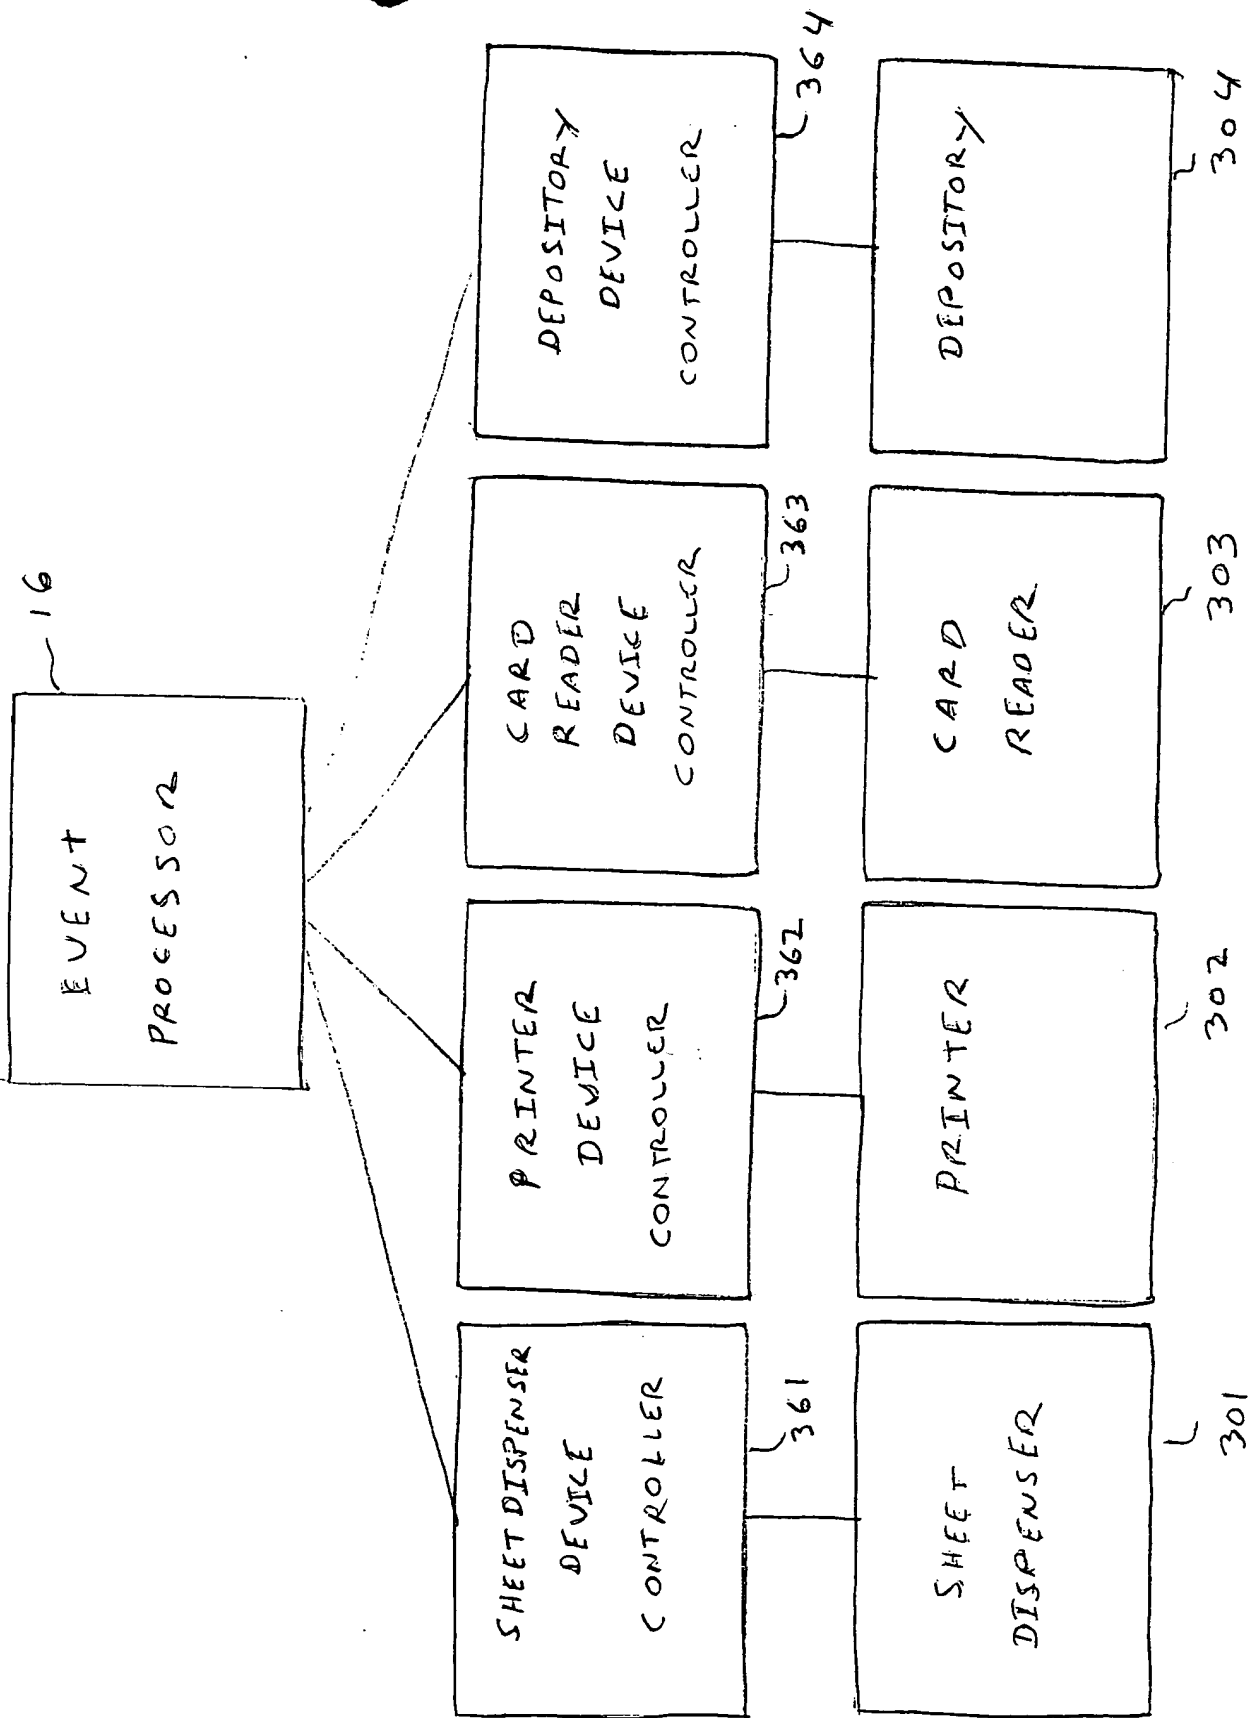 EVENT
PROCESSOR
16
SHEET DISPENSER
DEVICE
CONTROLLER
361
PRINTER
DEVICE
CONTROLLER
362
CARD
READER
DEVICE
CONTROLLER
363
DEPOSITORY
DEVICE
CONTROLLER
364
SHEET
DISPENSER
301
PRINTER
302
CARD
READER
303
DEPOSITORY
304